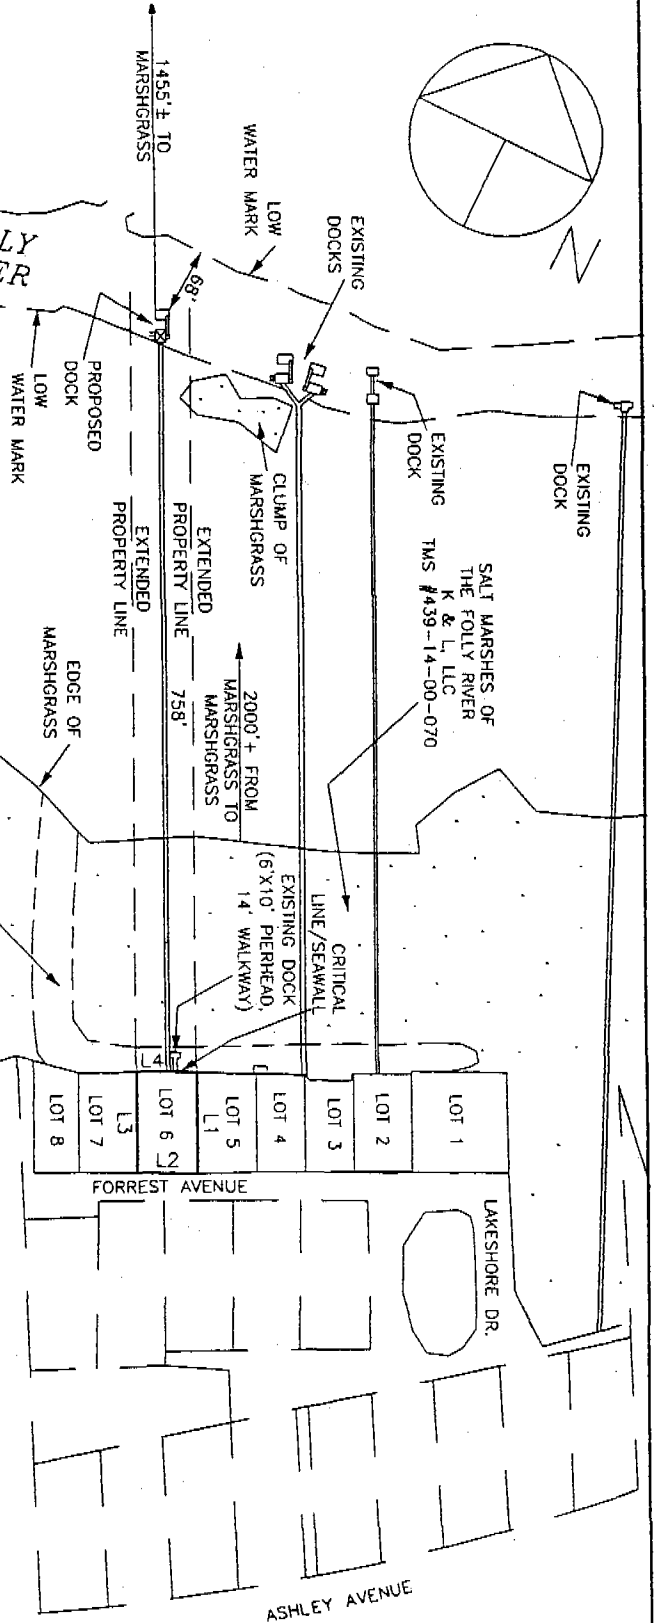 N
1455'± TO
MARSHGRASS
LOW
WATER MARK
EXISTING
DOCKS
68'
LY
ER
PROPOSED
DOCK
LOW
WATER MARK
EXISTING
DOCK
EXISTING
DOCK
CLUMP OF
MARSHGRASS
EXTENDED
PROPERTY LINE
EXTENDED
PROPERTY LINE
SALT MARSHES OF
THE FOLLY RIVER
K & L, LLC
TMS #439-14-00-070
758'
2000'+ FROM
MARSHGRASS TO
MARSHGRASS
EDGE OF
MARSHGRASS
CRITICAL
LINE/SEAWALL
EXISTING DOCK
(6'X10' PIERHEAD,
14' WALKWAY)
L4
LOT 1
LOT 2
LOT 3
LOT 4
LOT 5
L1
LOT 6
L2
L3
LOT 7
LOT 8
FORREST AVENUE
LAKESHORE DR.
ASHLEY AVENUE